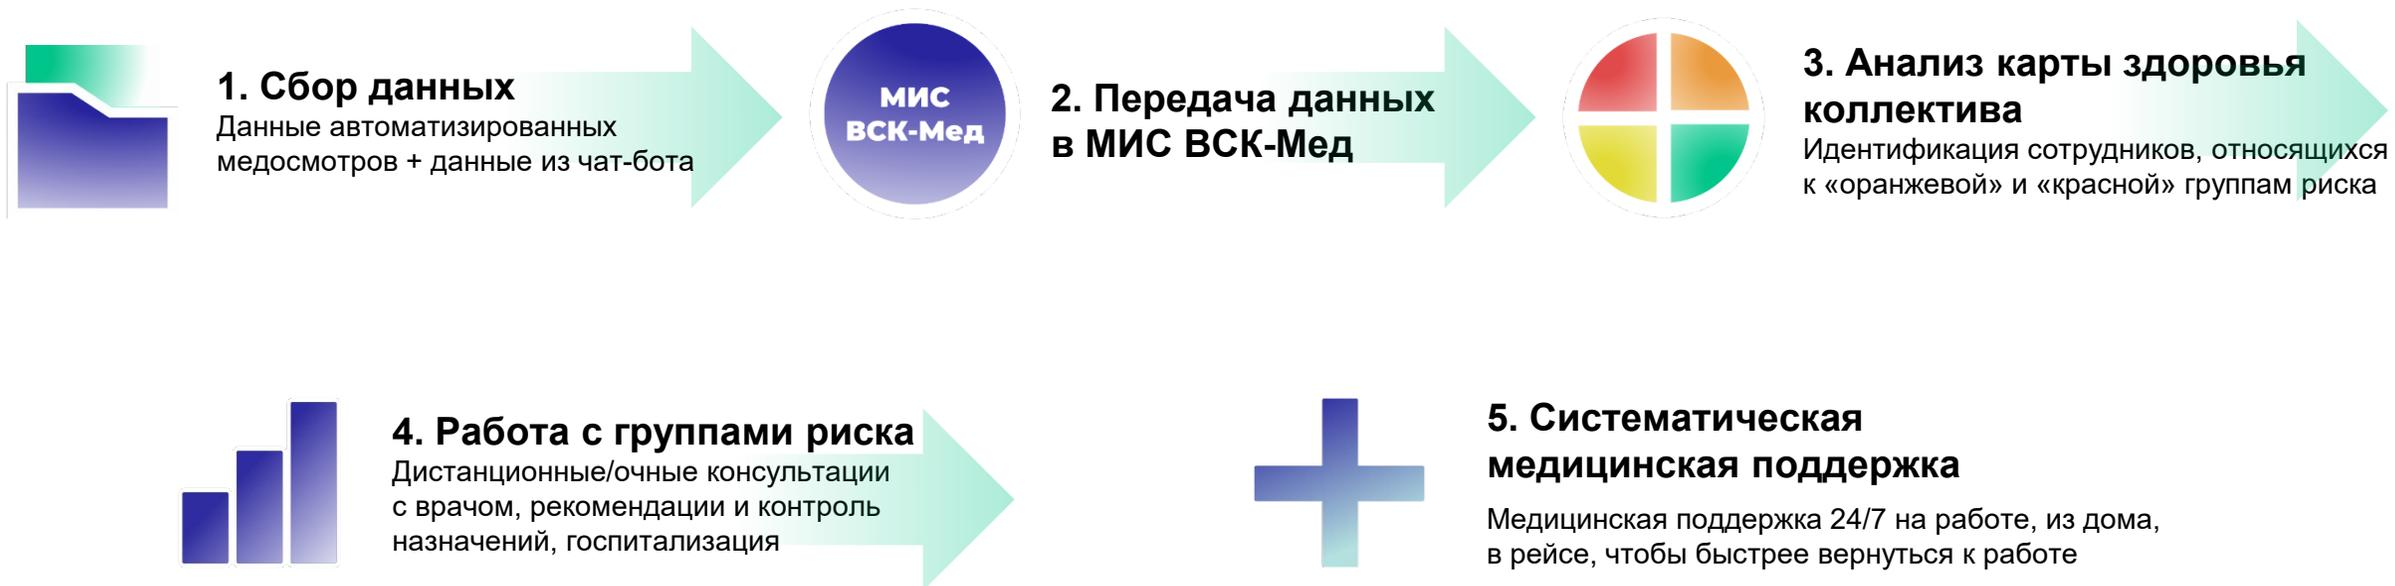 1. Сбор данных
Данные автоматизированных
медосмотров + данные из чат-бота
МИС
ВСК-Мед
2. Передача данных
в МИС ВСК-Мед
3. Анализ карты здоровья
коллектива
Идентификация сотрудников, относящихся
к «оранжевой» и «красной» группам риска
4. Работа с группами риска
Дистанционные/очные консультации
с врачом, рекомендации и контроль
назначений, госпитализация
5. Систематическая
медицинская поддержка
Медицинская поддержка 24/7 на работе, из дома,
в рейсе, чтобы быстрее вернуться к работе